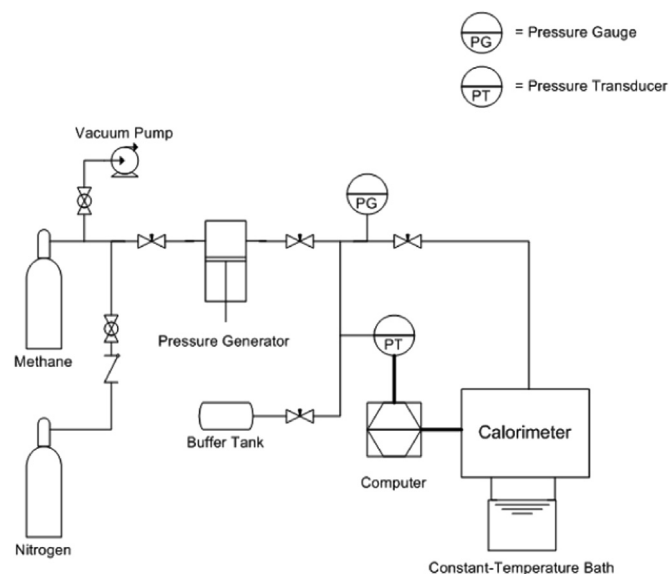 PG = Pressure Gauge
PT = Pressure Transducer
Vacuum Pump
PG
Methane
Pressure Generator
PT
Buffer Tank
Computer
Calorimeter
Nitrogen
Constant-Temperature Bath